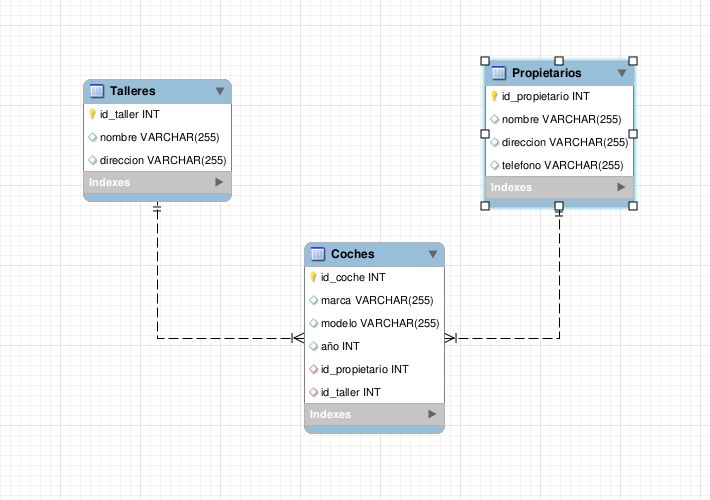 Talleres
id_taller INT
nombre VARCHAR(255)
direccion VARCHAR(255)
Indexes
Propietarios
id_propietario INT
nombre VARCHAR(255)
direccion VARCHAR(255)
telefono VARCHAR(255)
Indexes
Coches
id_coche INT
marca VARCHAR(255)
modelo VARCHAR(255)
año INT
id_propietario INT
id_taller INT
Indexes